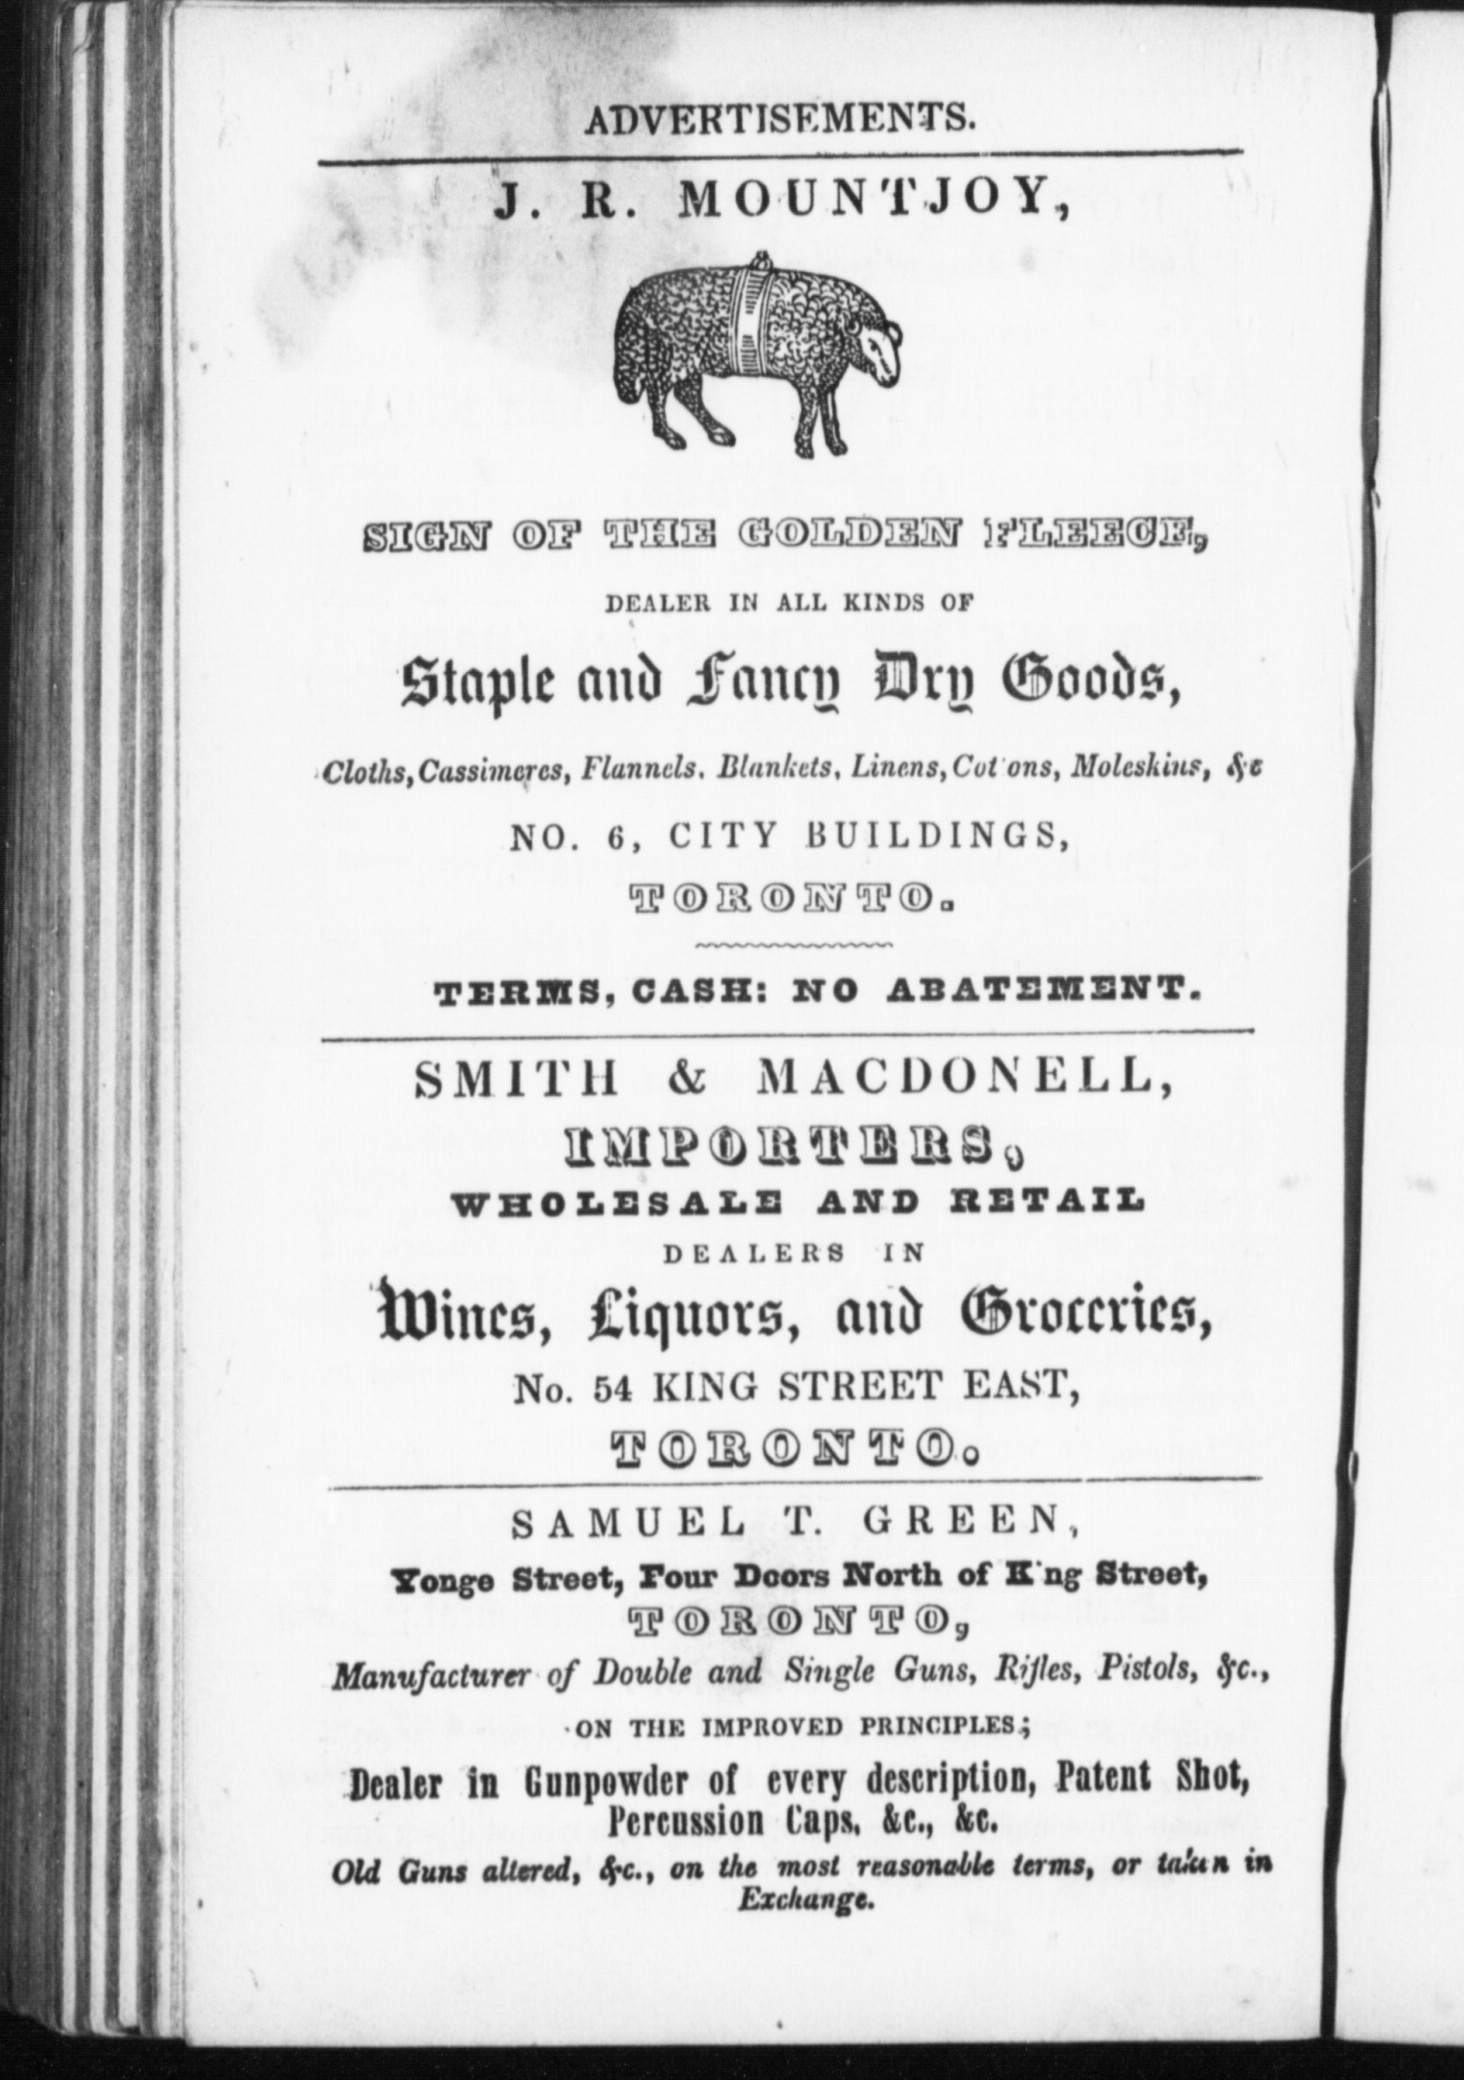 ADVERTISEMENTS.
J. R. MOUNTJOY,
SIGN OF THE GOLDEN FLEECE,
DEALER IN ALL KINDS OF
Staple and Fancy Dry Goods,
Cloths, Cassimeres, Flannels, Blankets, Linens, Cottons, Moleskins, &c
NO. 6, CITY BUILDINGS,
TORONTO.
TERMS, CASH: NO ABATEMENT.
SMITH & MACDONELL,
IMPORTERS,
WHOLESALE AND RETAIL
DEALERS IN
Wines, Liquors, and Groceries,
No. 54 KING STREET EAST,
TORONTO.
SAMUEL T. GREEN,
Yonge Street, Four Doors North of King Street,
TORONTO,
Manufacturer of Double and Single Guns, Rifles, Pistols, &c.,
ON THE IMPROVED PRINCIPLES;
Dealer in Gunpowder of every description, Patent Shot,
Percussion Caps, &c., &c.
Old Guns altered, &c., on the most reasonable terms, or taken in
Exchange.